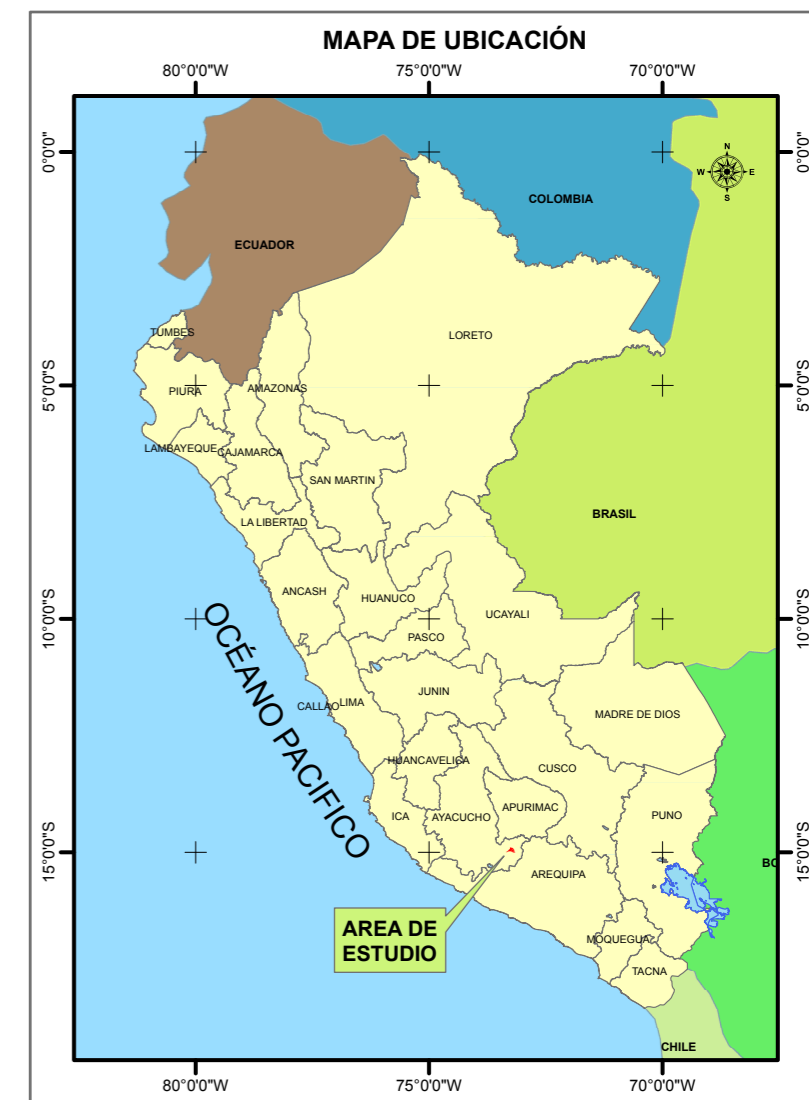 MAPA DE UBICACIÓN
80°0'0"W 75°0'0"W 70°0'0"W
0°0'0" 0°0'0"
N
W E
S
COLOMBIA
ECUADOR
TUMBES
LORETO
5°0'0"S 5°0'0"S
PIURA
AMAZONAS
LAMBAYEQUE
CAJAMARCA
SAN MARTIN
BRASIL
LA LIBERTAD
ANCASH
HUANUCO
UCAYALI
10°0'0"S 10°0'0"S
PASCO
OCÉANO PACIFICO
JUNIN
CALLAO
LIMA
MADRE DE DIOS
HUANCAVELICA
CUSCO
ICA
AYACUCHO
APURIMAC
PUNO
15°0'0"S 15°0'0"S
BO
AREQUIPA
AREA DE
ESTUDIO
MOQUEGUA
TACNA
CHILE
80°0'0"W 75°0'0"W 70°0'0"W